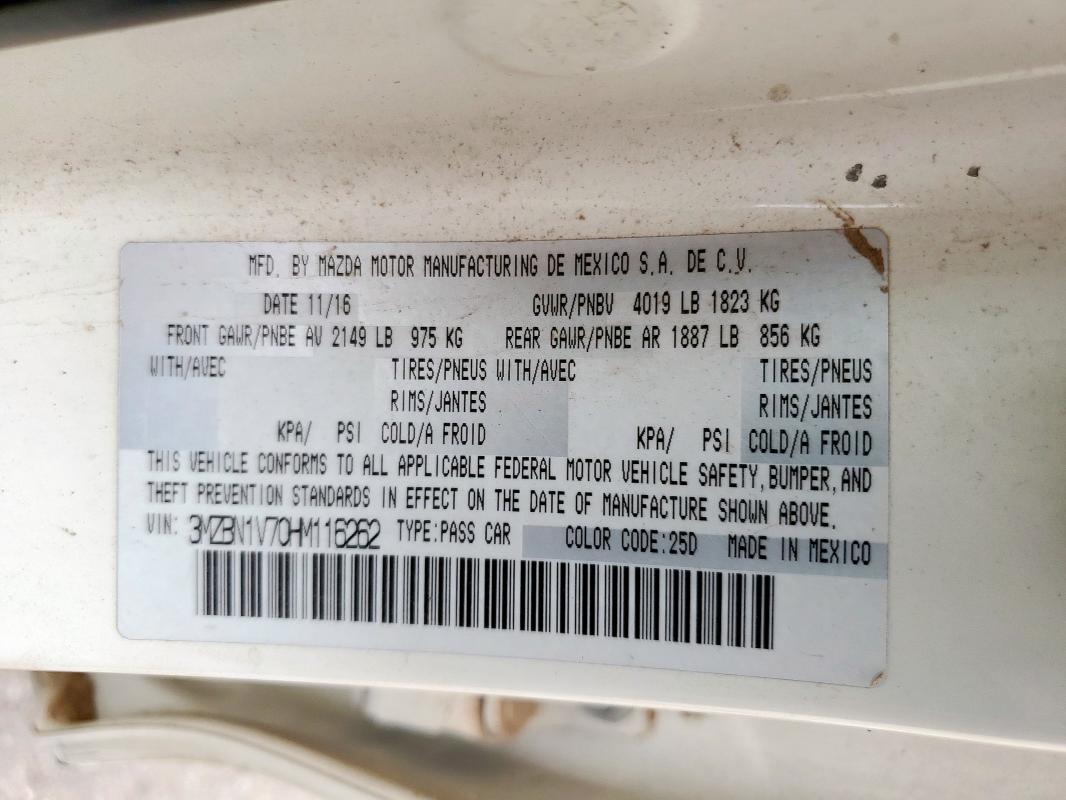 MFD. BY MAZDA MOTOR MANUFACTURING DE MEXICO S.A. DE C.V.
DATE 11/16 GVWR/PNBV 4019 LB 1823 KG
FRONT GAWR/PNBE AV 2149 LB 975 KG REAR GAWR/PNBE AR 1887 LB 856 KG
WITH/AVEC TIRES/PNEUS WITH/AVEC TIRES/PNEUS
RIMS/JANTES RIMS/JANTES
KPA/ PSI COLD/A FROID KPA/ PSI COLD/A FROID
THIS VEHICLE CONFORMS TO ALL APPLICABLE FEDERAL MOTOR VEHICLE SAFETY, BUMPER, AND
THEFT PREVENTION STANDARDS IN EFFECT ON THE DATE OF MANUFACTURE SHOWN ABOVE.
VIN: 3MZBN1V70HM116262 TYPE:PASS CAR COLOR CODE:25D MADE IN MEXICO